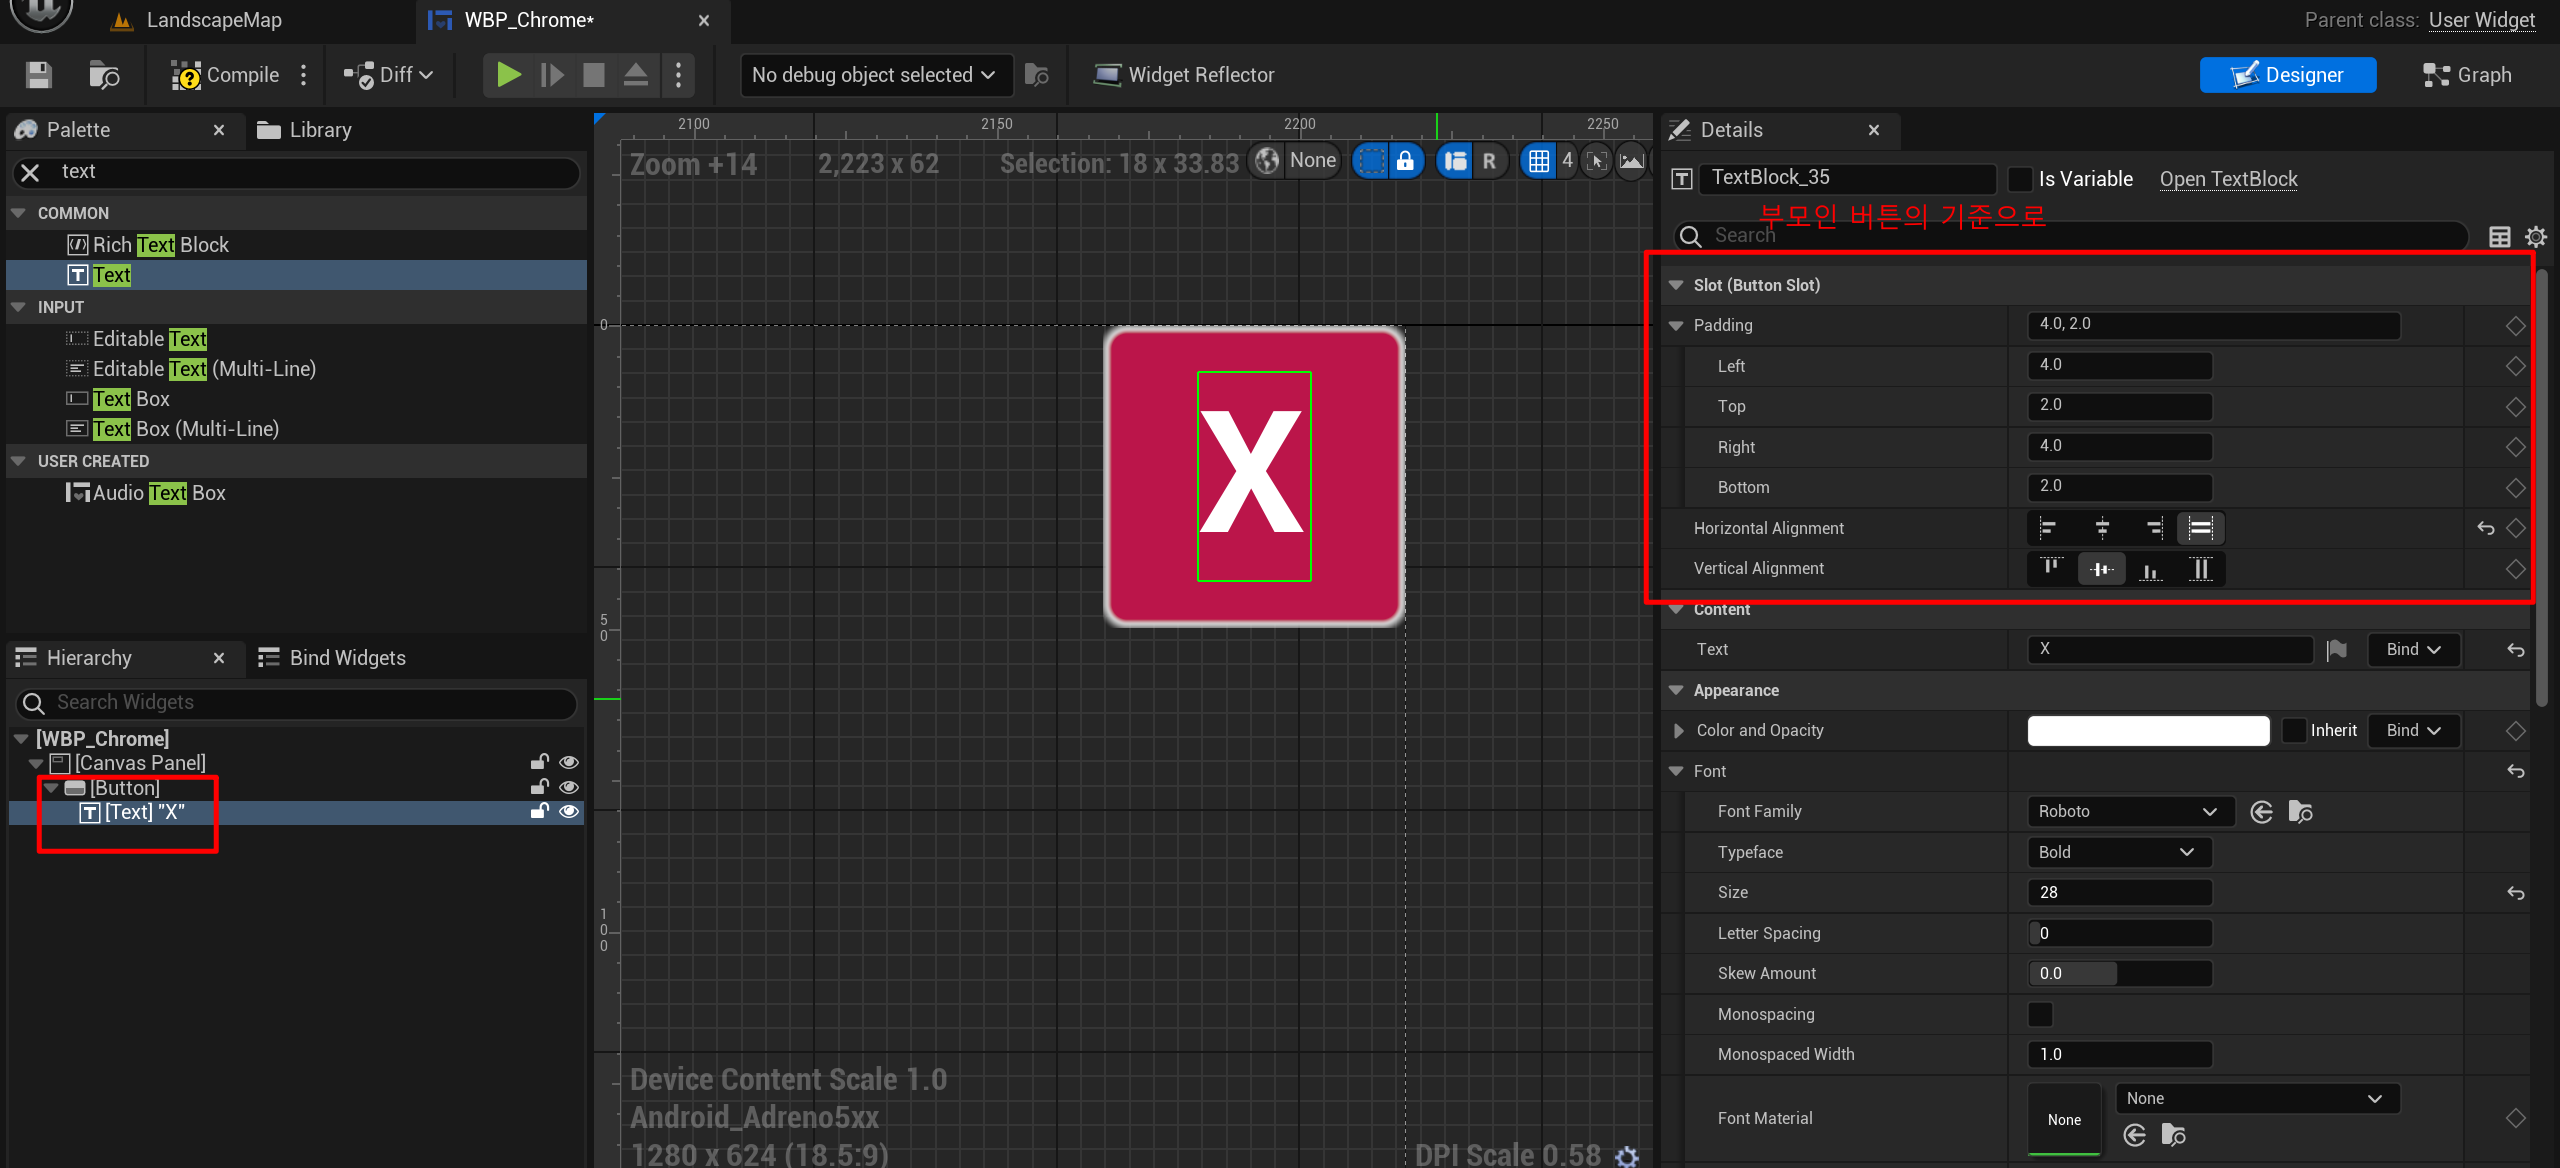 LandscapeMap
WBP_Chrome*
Parent class: User Widget
Compile
Diff
No debug object selected
Widget Reflector
Designer
Graph
Palette
Library
text
COMMON
Rich Text Block
Text
INPUT
Editable Text
Editable Text (Multi-Line)
Text Box
Text Box (Multi-Line)
USER CREATED
Audio Text Box
Hierarchy
Bind Widgets
Search Widgets
[WBP_Chrome]
[Canvas Panel]
[Button]
[Text] "X"
2100
2150
2200
2250
Zoom +14
2,223 x 62
Selection: 18 x 33.83
None
R
4
0
50
100
X
Device Content Scale 1.0
Android_Adreno5xx
1280 x 624 (18.5:9)
DPI Scale 0.58
Details
TextBlock_35
Is Variable
Open TextBlock
부모인 버튼의 기준으로
Search
Slot (Button Slot)
Padding
4.0, 2.0
Left
4.0
Top
2.0
Right
4.0
Bottom
2.0
Horizontal Alignment
Vertical Alignment
Content
Text
X
Bind
Appearance
Color and Opacity
Inherit
Bind
Font
Font Family
Roboto
Typeface
Bold
Size
28
Letter Spacing
0
Skew Amount
0.0
Monospacing
Monospaced Width
1.0
Font Material
None
None